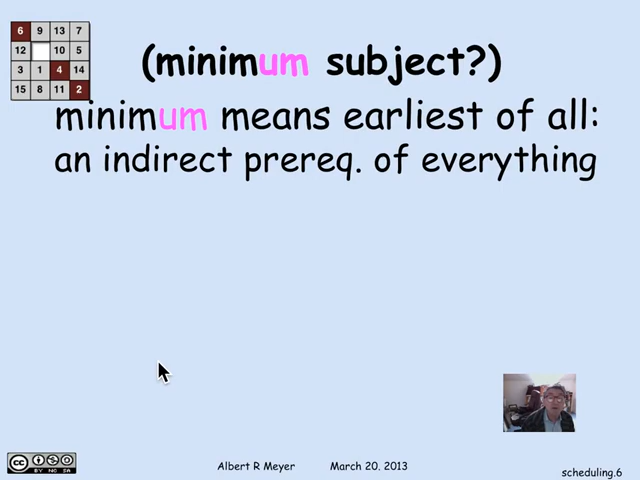 6 9 13 7
12 10 5
3 1 4 14
15 8 11 2
(minimum subject?)
minimum means earliest of all:
an indirect prereq. of everything
cc BY NC SA
Albert R Meyer March 20, 2013
scheduling.6